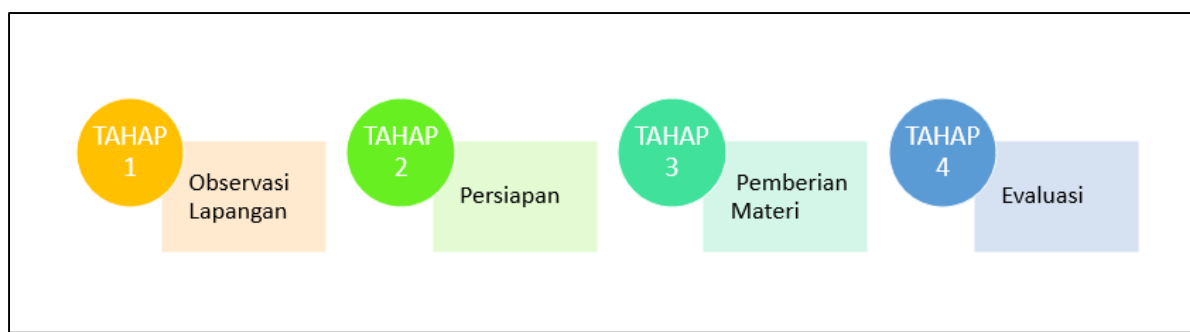 TAHAP
1
Observasi
Lapangan
TAHAP
2
Persiapan
TAHAP
3
Pemberian
Materi
TAHAP
4
Evaluasi